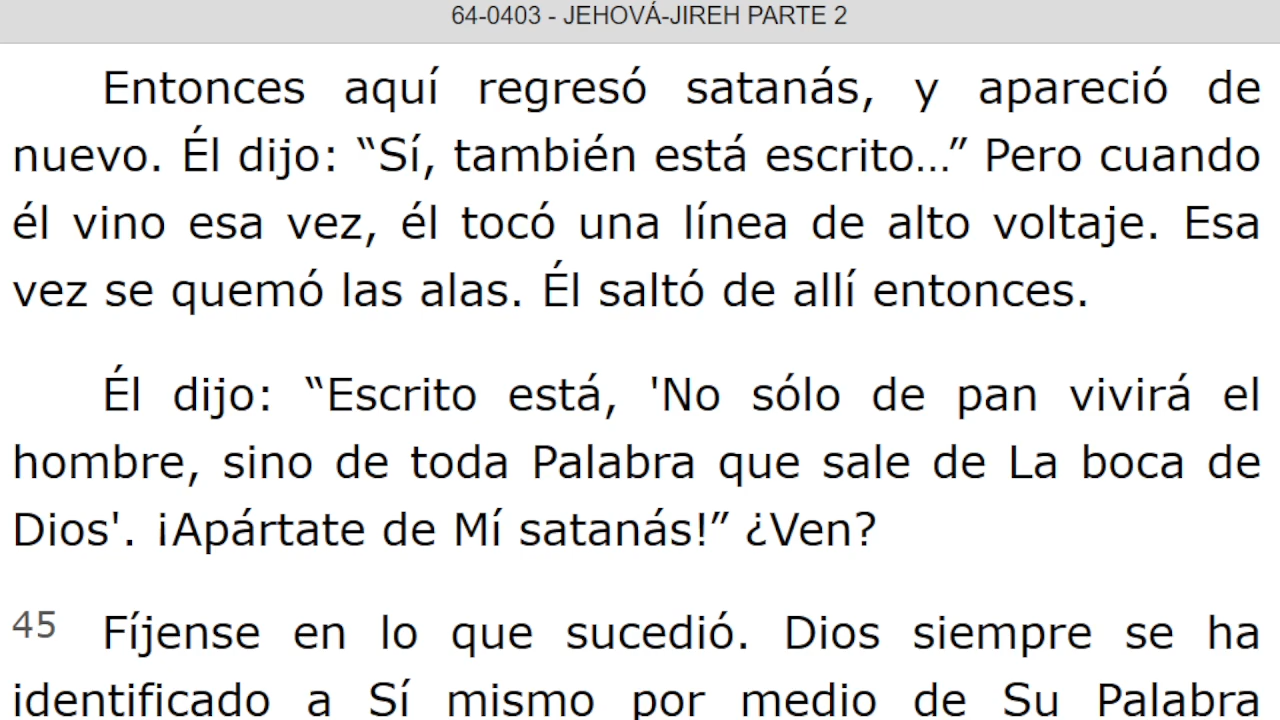 64-0403 - JEHOVÁ-JIREH PARTE 2
Entonces aquí regresó satanás, y apareció de
nuevo. Él dijo: “Sí, también está escrito...” Pero cuando
él vino esa vez, él tocó una línea de alto voltaje. Esa
vez se quemó las alas. Él saltó de allí entonces.
Él dijo: “Escrito está, 'No sólo de pan vivirá el
hombre, sino de toda Palabra que sale de La boca de
Dios'. ¡Apártate de Mí satanás!” ¿Ven?
45 Fíjense en lo que sucedió. Dios siempre se ha
identificado a Sí mismo por medio de Su Palabra